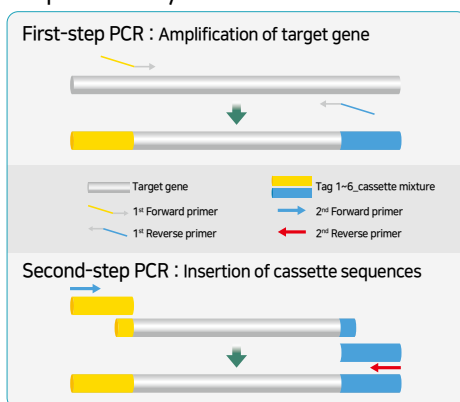 First-step PCR : Amplification of target gene
Target gene
Tag 1~6_cassette mixture
1st Forward primer
2nd Forward primer
1st Reverse primer
2nd Reverse primer
Second-step PCR : Insertion of cassette sequences